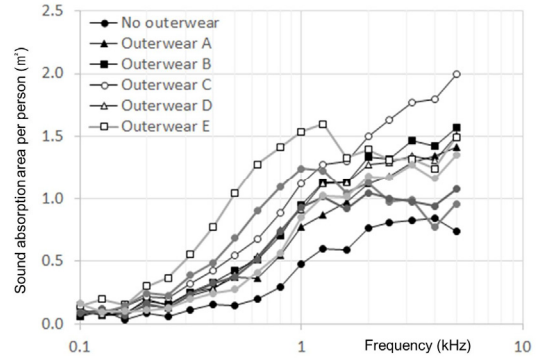 2.5
2.0
1.5
1.0
0.5
0.0
Sound absorption area per person (㎡)
No outerwear
Outerwear A
Outerwear B
Outerwear C
Outerwear D
Outerwear E
0.1
1
10
Frequency (kHz)